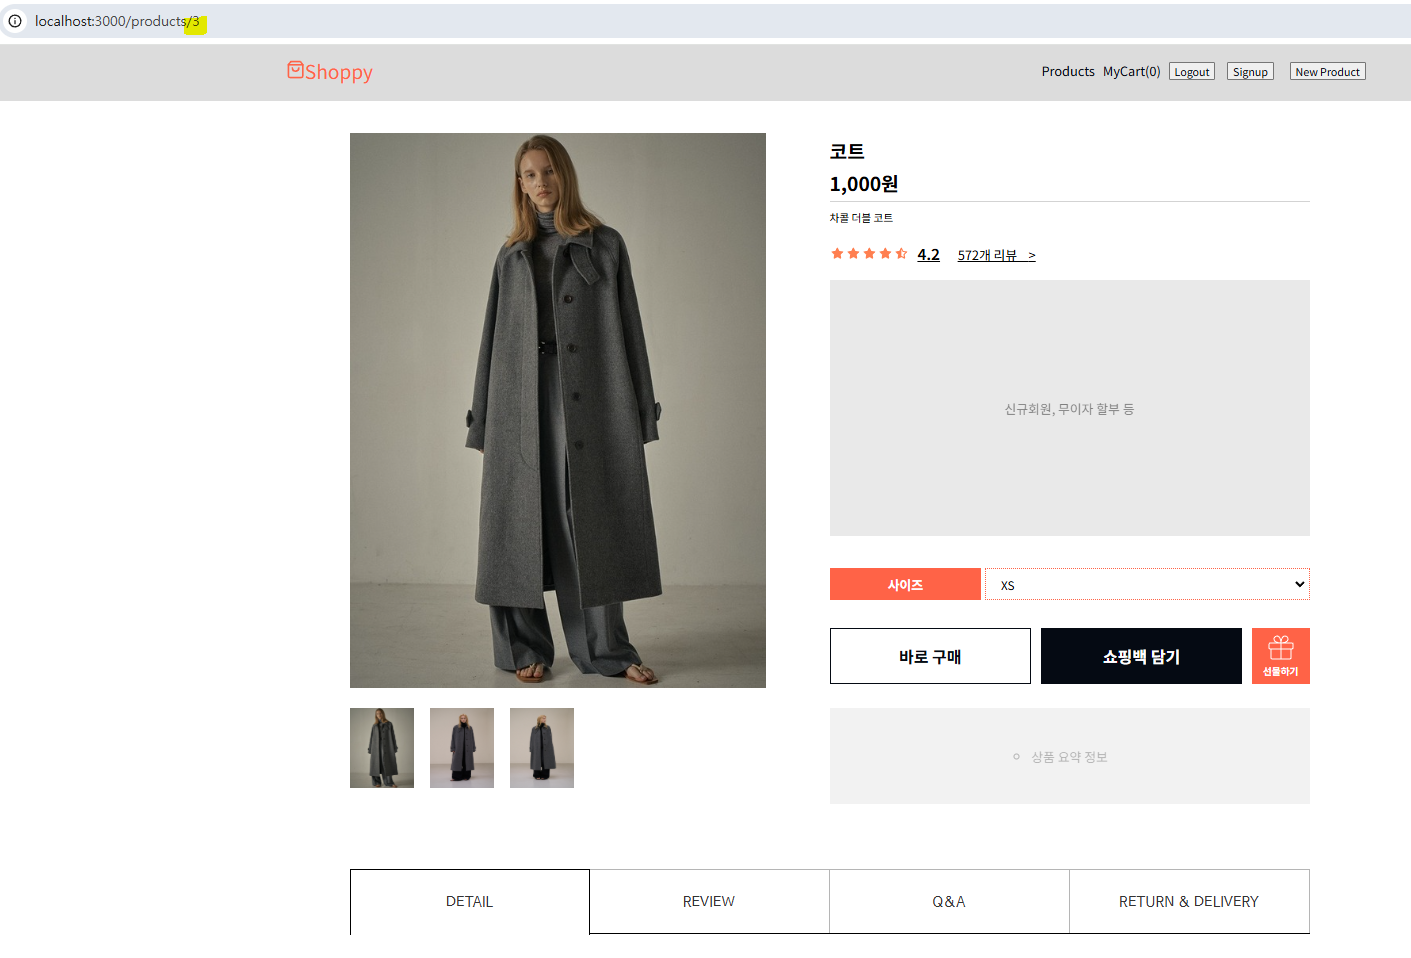 localhost:3000/products/3
Shoppy
Products MyCart(0) Logout Signup New Product
코트
1,000원
차콜 더블 코트
4.2 572개 리뷰 >
신규회원, 무이자 할부 등
사이즈 XS
바로 구매 쇼핑백 담기 선물하기
상품 요약 정보
DETAIL REVIEW Q&A RETURN & DELIVERY